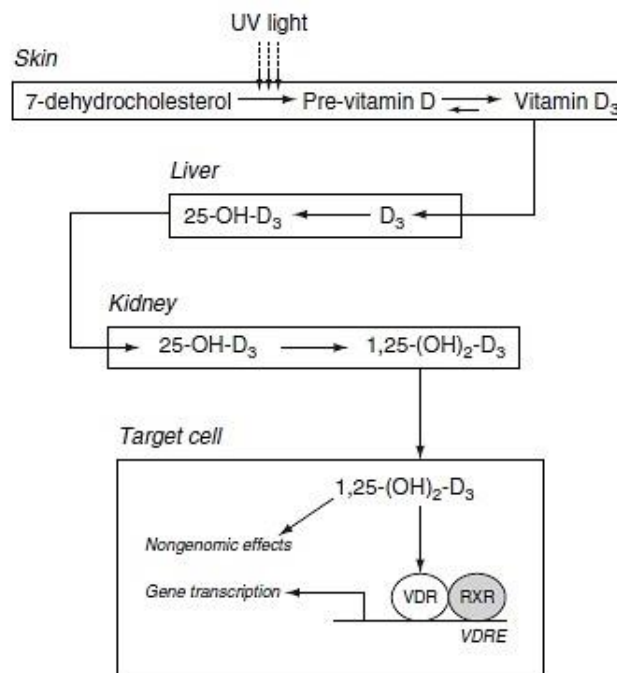 UV light
Skin
7-dehydrocholesterol Pre-vitamin D Vitamin D₃
Liver
25-OH-D₃ D₃
Kidney
25-OH-D₃ 1,25-(OH)₂-D₃
Target cell
1,25-(OH)₂-D₃
Nongenomic effects
Gene transcription VDR RXR
VDRE